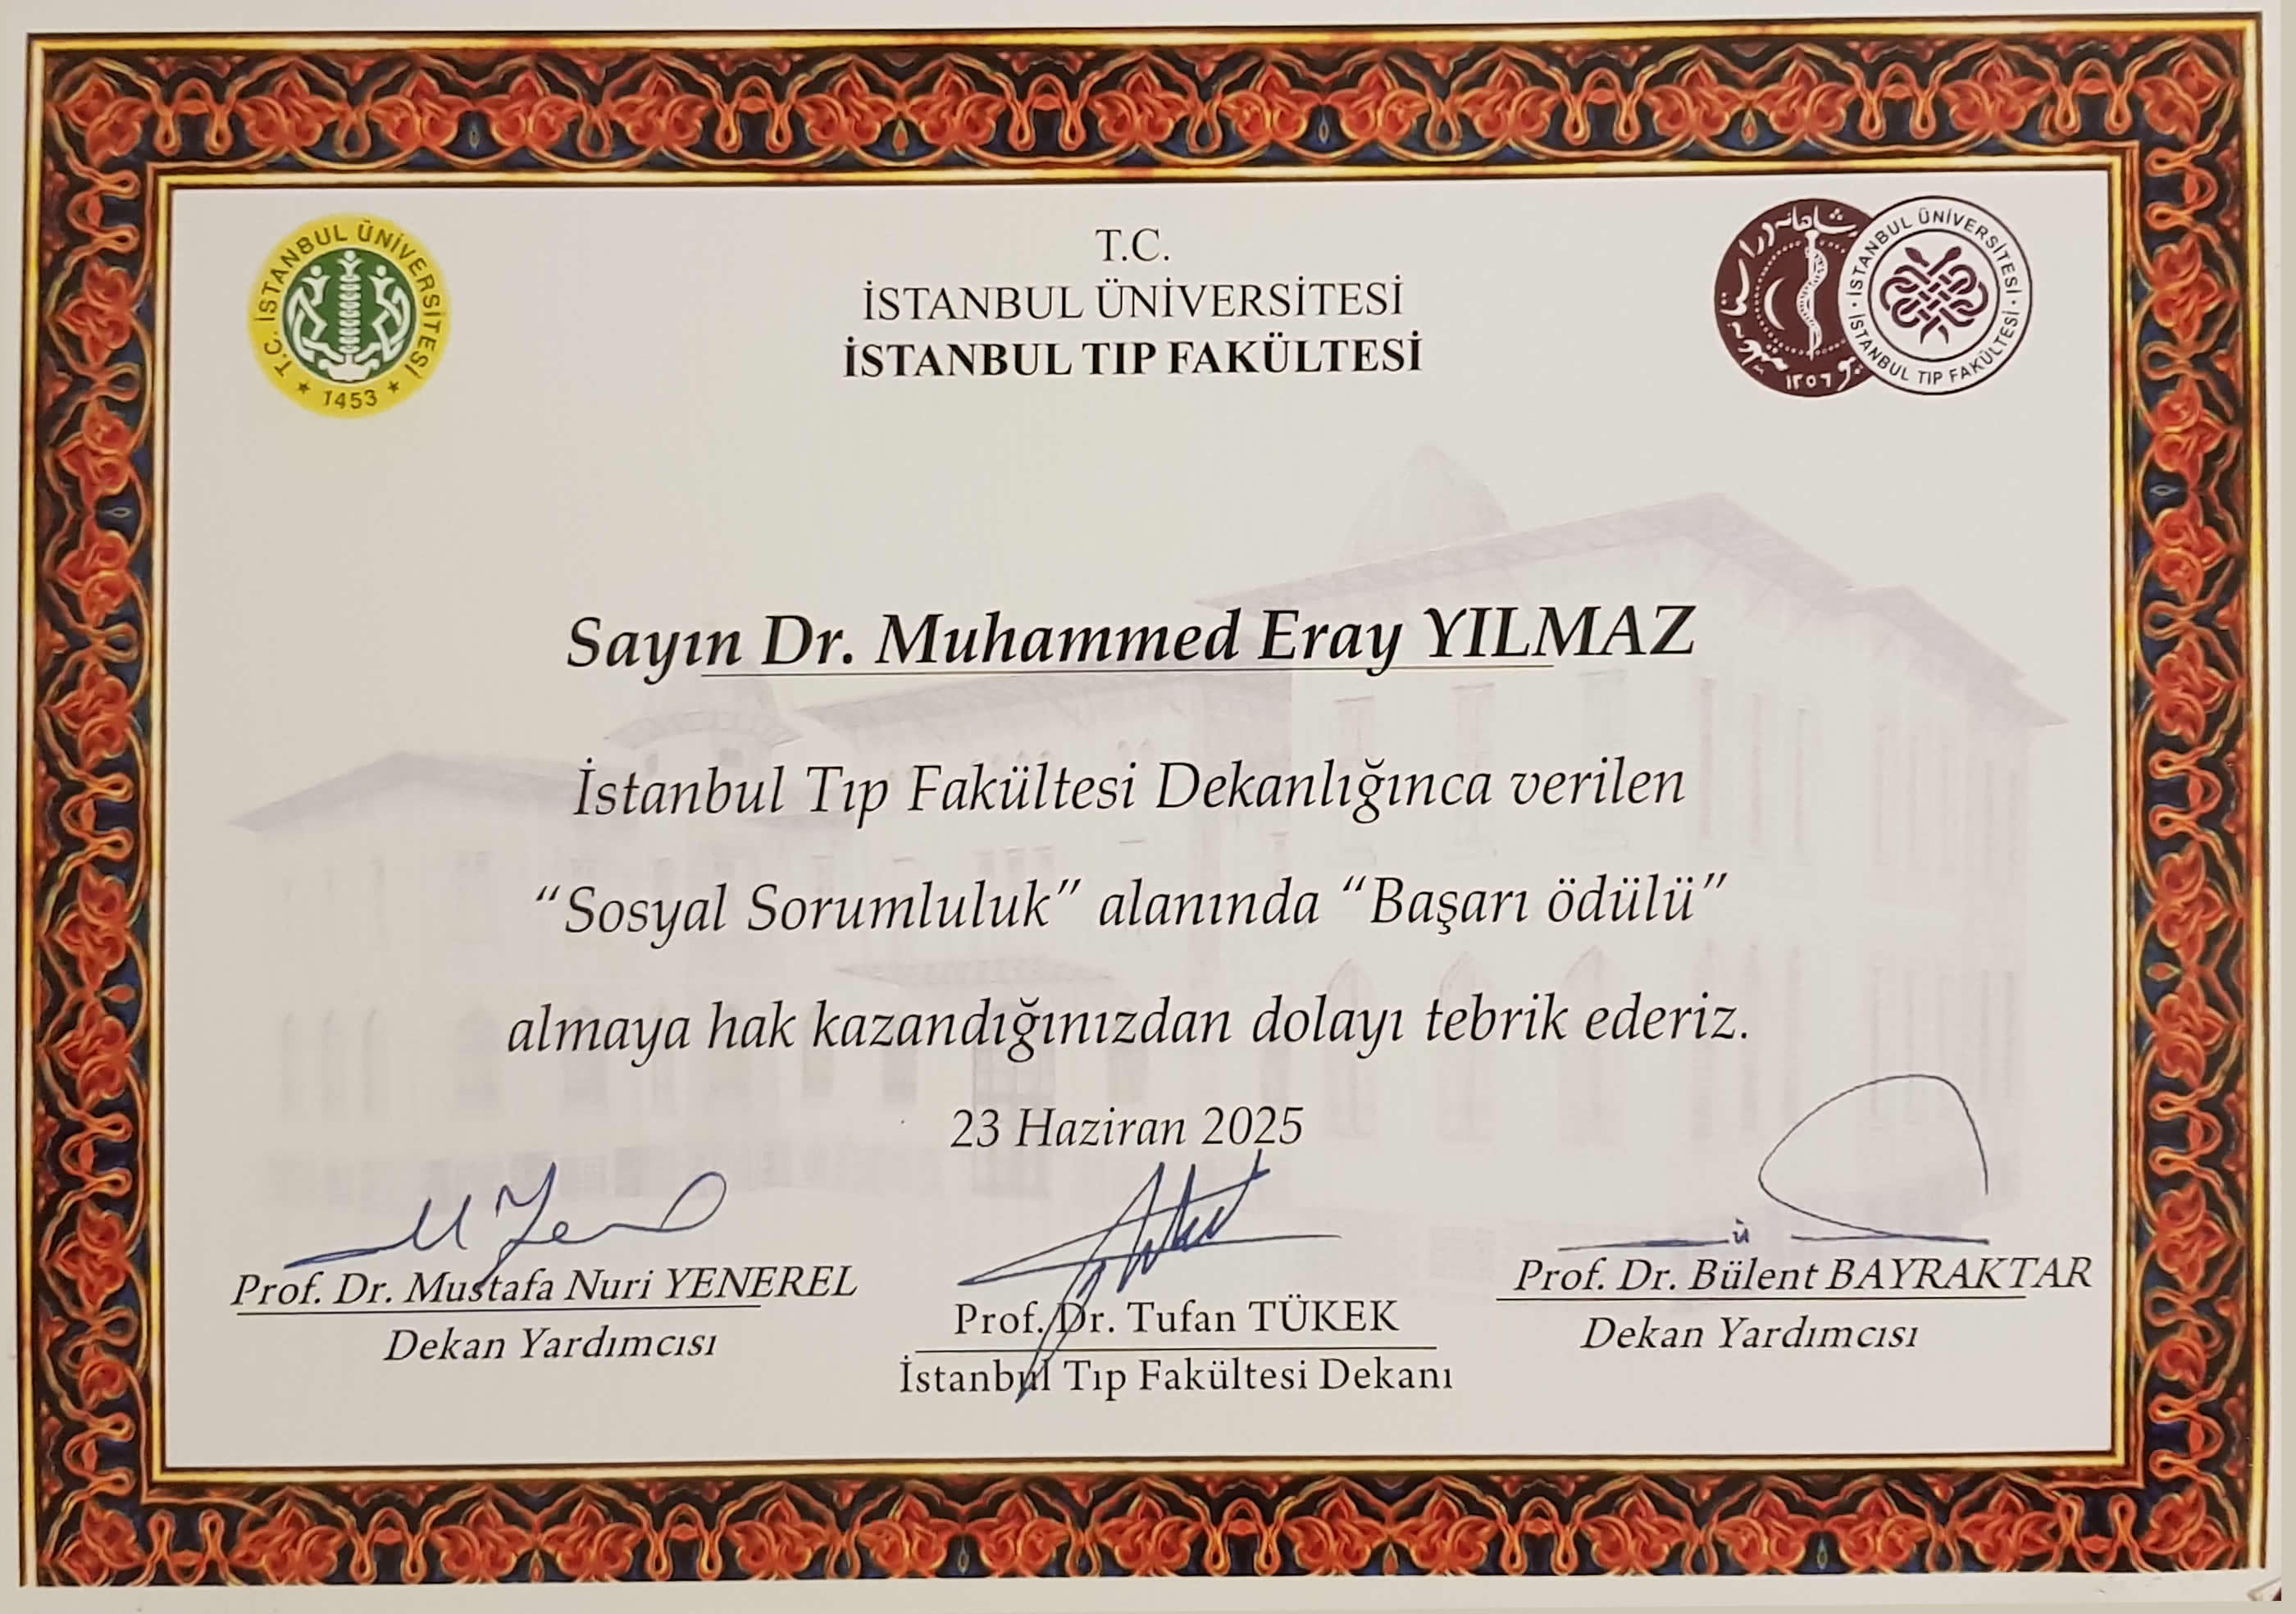 T.C. İSTANBUL ÜNİVERSİTESİ
★ 1453 ★
T.C.
İSTANBUL ÜNİVERSİTESİ
İSTANBUL TIP FAKÜLTESİ
١٢٥٦
· İSTANBUL ÜNİVERSİTESİ ·
İSTANBUL TIP FAKÜLTESİ
Sayın Dr. Muhammed Eray YILMAZ
İstanbul Tıp Fakültesi Dekanlığınca verilen
“Sosyal Sorumluluk” alanında “Başarı ödülü”
almaya hak kazandığınızdan dolayı tebrik ederiz.
23 Haziran 2025
Prof. Dr. Mustafa Nuri YENEREL
Dekan Yardımcısı
Prof. Dr. Tufan TÜKEK
İstanbul Tıp Fakültesi Dekanı
Prof. Dr. Bülent BAYRAKTAR
Dekan Yardımcısı